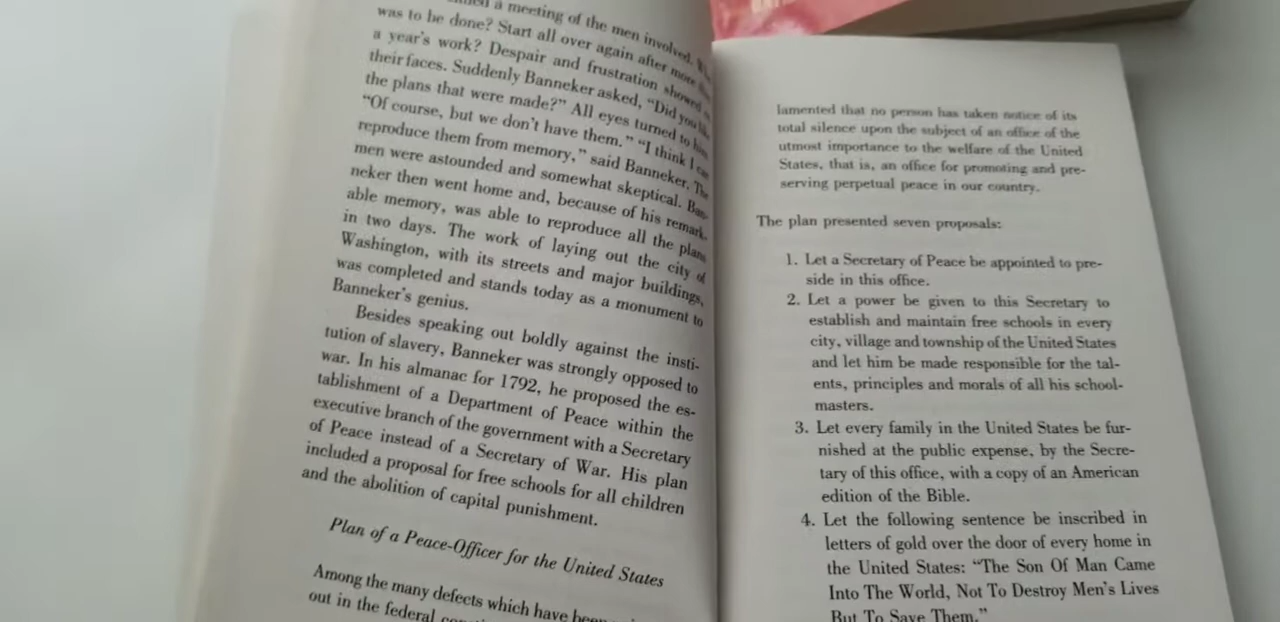 a meeting of the men involved.
was to be done? Start all over again after more
a year's work? Despair and frustration showed
their faces. Suddenly Banneker asked, "Did you
the plans that were made?" All eyes turned to him.
"Of course, but we don't have them." "I think I can
reproduce them from memory," said Banneker. The
men were astounded and somewhat skeptical. Ban-
neker then went home and, because of his remark-
able memory, was able to reproduce all the plans
in two days. The work of laying out the city of
Washington, with its streets and major buildings,
was completed and stands today as a monument to
Banneker's genius.
Besides speaking out boldly against the insti-
tution of slavery, Banneker was strongly opposed to
war. In his almanac for 1792, he proposed the es-
tablishment of a Department of Peace within the
executive branch of the government with a Secretary
of Peace instead of a Secretary of War. His plan
included a proposal for free schools for all children
and the abolition of capital punishment.
Plan of a Peace-Officer for the United States
Among the many defects which have been
out in the federal
lamented that no person has taken notice of its
total silence upon the subject of an office of the
utmost importance to the welfare of the United
States, that is, an office for promoting and pre-
serving perpetual peace in our country.
The plan presented seven proposals:
1. Let a Secretary of Peace be appointed to pre-
side in this office.
2. Let a power be given to this Secretary to
establish and maintain free schools in every
city, village and township of the United States
and let him be made responsible for the tal-
ents, principles and morals of all his school-
masters.
3. Let every family in the United States be fur-
nished at the public expense, by the Secre-
tary of this office, with a copy of an American
edition of the Bible.
4. Let the following sentence be inscribed in
letters of gold over the door of every home in
the United States: "The Son Of Man Came
Into The World, Not To Destroy Men's Lives
But To Save Them."